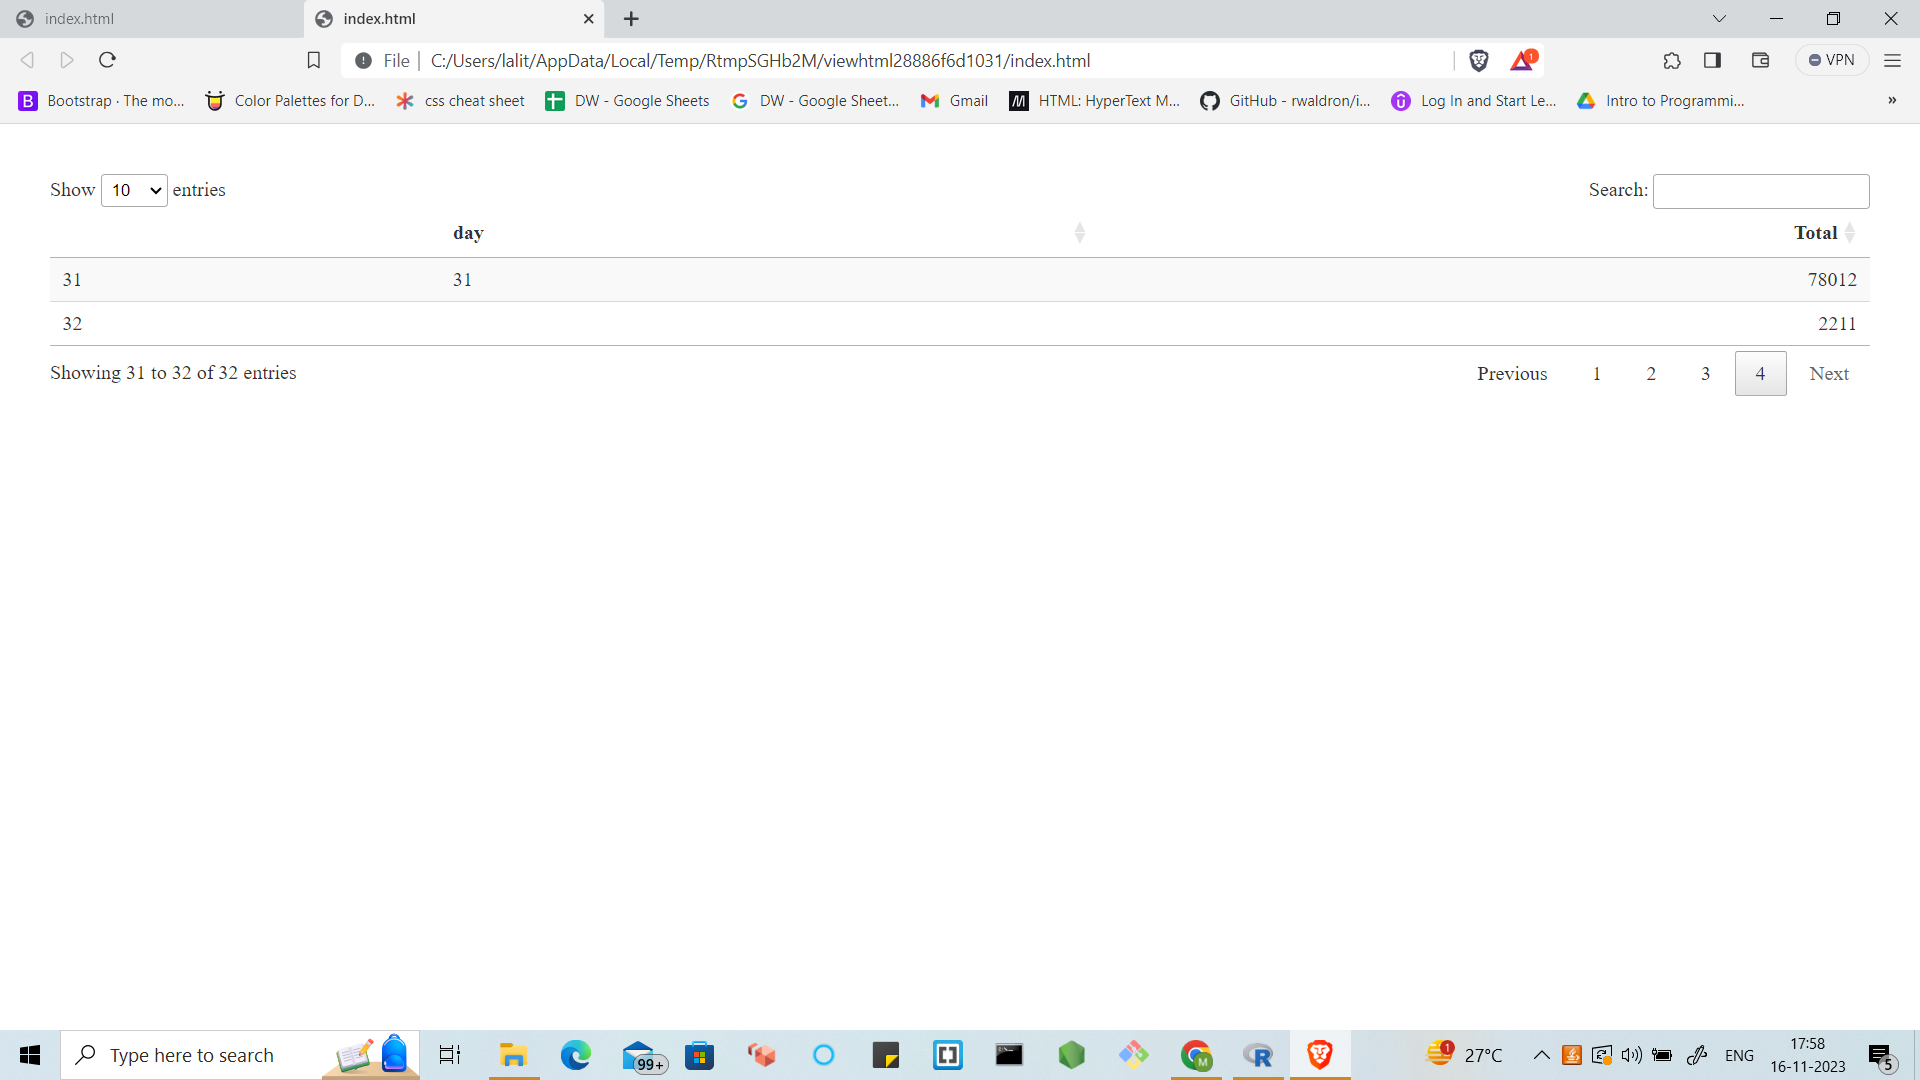 index.html
index.html
File
C:/Users/lalit/AppData/Local/Temp/RtmpSGHb2M/viewhtml28886f6d1031/index.html
1
VPN
B Bootstrap · The mo...
Color Palettes for D...
css cheat sheet
DW - Google Sheets
DW - Google Sheet...
Gmail
HTML: HyperText M...
GitHub - rwaldron/i...
Log In and Start Le...
Intro to Programmi...
»
Show 10 entries
Search:
day Total
31 31 78012
32 2211
Showing 31 to 32 of 32 entries
Previous 1 2 3 4 Next
Type here to search
99+
M
R
1
27°C
ENG
17:58
16-11-2023
5